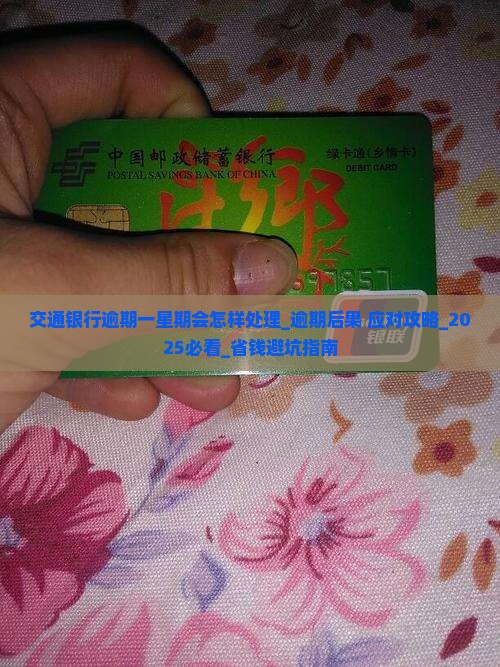 中国邮政储蓄银行
POSTAL SAVINGS BANK OF CHINA
绿卡通(乡情卡)
DEBIT CARD
乡
交通银行逾期一星期会怎样处理_逾期后果 应对攻略_20
25必看_省钱避坑指南
银联